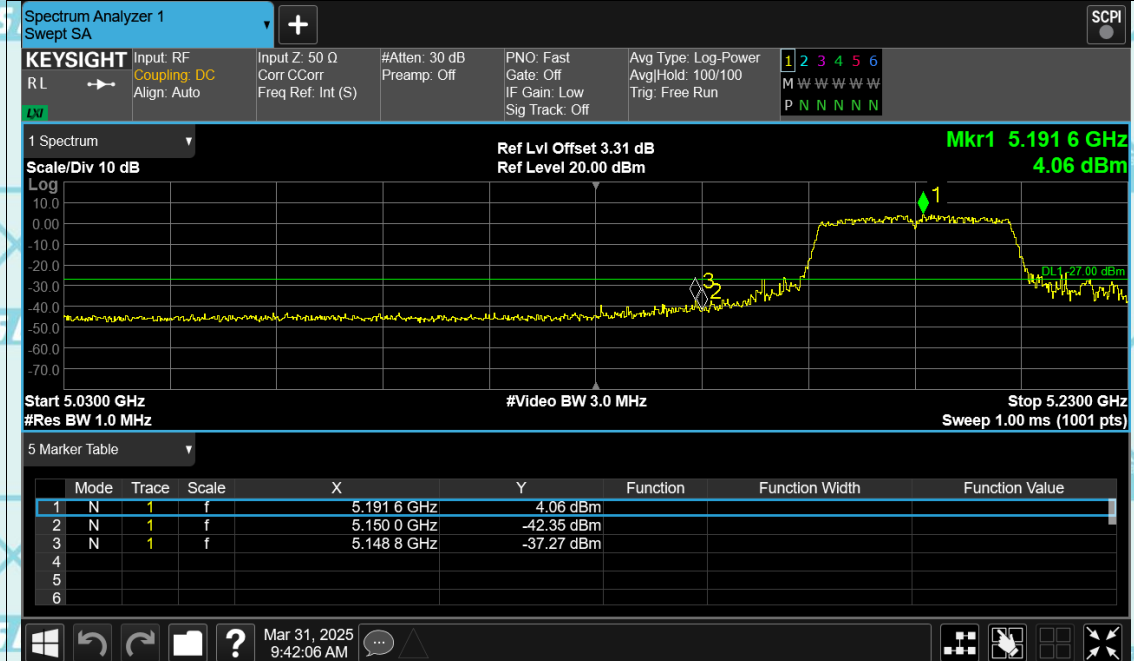 Spectrum Analyzer 1
Swept SA
+
SCPI
KEYSIGHT
R L
LXI
Input: RF
Coupling: DC
Align: Auto
Input Z: 50 Ω
Corr CCorr
Freq Ref: Int (S)
#Atten: 30 dB
Preamp: Off
PNO: Fast
Gate: Off
IF Gain: Low
Sig Track: Off
Avg Type: Log-Power
Avg|Hold: 100/100
Trig: Free Run
1 2 3 4 5 6
M W W W W W
P N N N N N
1 Spectrum
Scale/Div 10 dB
Ref Lvl Offset 3.31 dB
Ref Level 20.00 dBm
Mkr1 5.191 6 GHz
4.06 dBm
Log
10.0
0.00
-10.0
-20.0
-30.0
-40.0
-50.0
-60.0
-70.0
1
3
2
DL1 -27.00 dBm
Start 5.0300 GHz
#Video BW 3.0 MHz
Stop 5.2300 GHz
#Res BW 1.0 MHz
Sweep 1.00 ms (1001 pts)
5 Marker Table
Mode Trace Scale X Y Function Function Width Function Value
1 N 1 f 5.191 6 GHz 4.06 dBm
2 N 1 f 5.150 0 GHz -42.35 dBm
3 N 1 f 5.148 8 GHz -37.27 dBm
4
5
6
?
Mar 31, 2025
9:42:06 AM